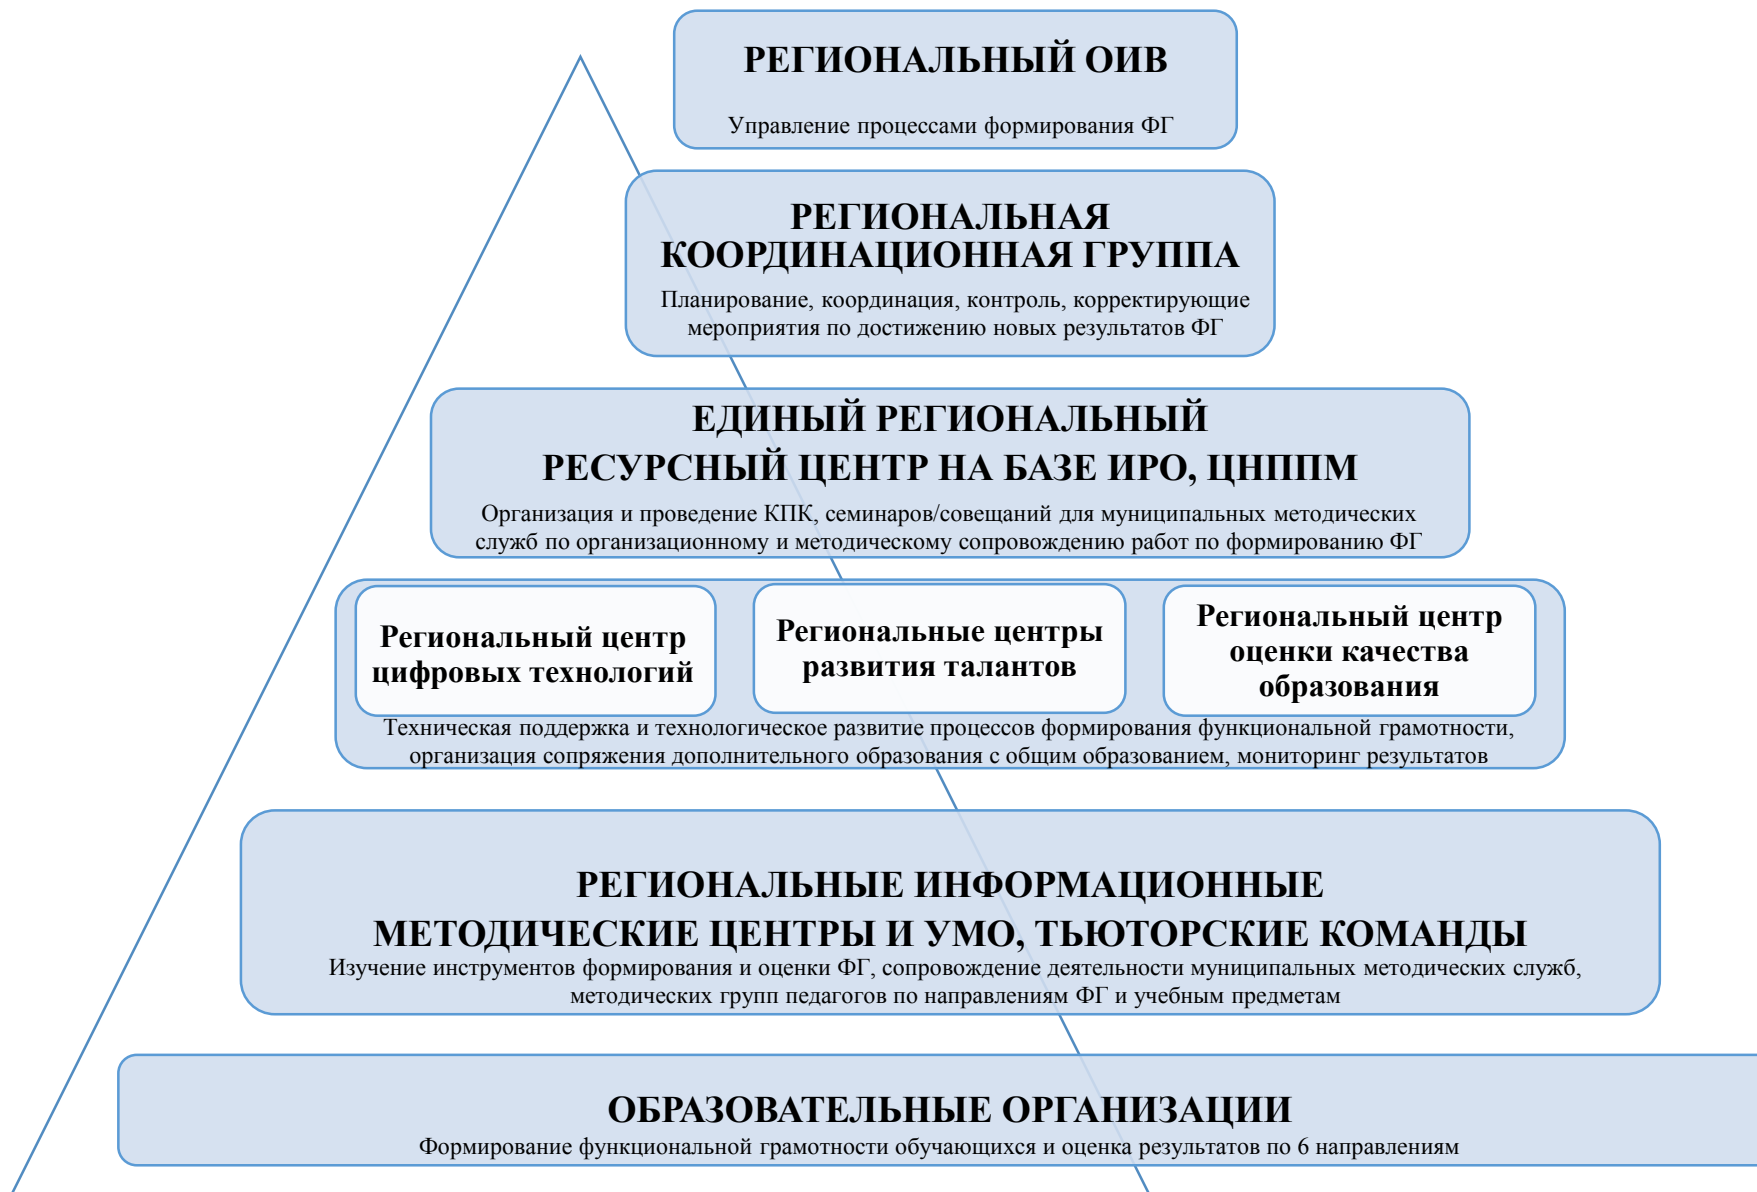 РЕГИОНАЛЬНЫЙ ОИВ
Управление процессами формирования ФГ
РЕГИОНАЛЬНАЯ
КООРДИНАЦИОННАЯ ГРУППА
Планирование, координация, контроль, корректирующие
мероприятия по достижению новых результатов ФГ
ЕДИНЫЙ РЕГИОНАЛЬНЫЙ
РЕСУРСНЫЙ ЦЕНТР НА БАЗЕ ИРО, ЦНППМ
Организация и проведение КПК, семинаров/совещаний для муниципальных методических
служб по организационному и методическому сопровождению работ по формированию ФГ
Региональный центр
цифровых технологий
Региональные центры
развития талантов
Региональный центр
оценки качества
образования
Техническая поддержка и технологическое развитие процессов формирования функциональной грамотности,
организация сопряжения дополнительного образования с общим образованием, мониторинг результатов
РЕГИОНАЛЬНЫЕ ИНФОРМАЦИОННЫЕ
МЕТОДИЧЕСКИЕ ЦЕНТРЫ И УМО, ТЬЮТОРСКИЕ КОМАНДЫ
Изучение инструментов формирования и оценки ФГ, сопровождение деятельности муниципальных методических служб,
методических групп педагогов по направлениям ФГ и учебным предметам
ОБРАЗОВАТЕЛЬНЫЕ ОРГАНИЗАЦИИ
Формирование функциональной грамотности обучающихся и оценка результатов по 6 направлениям